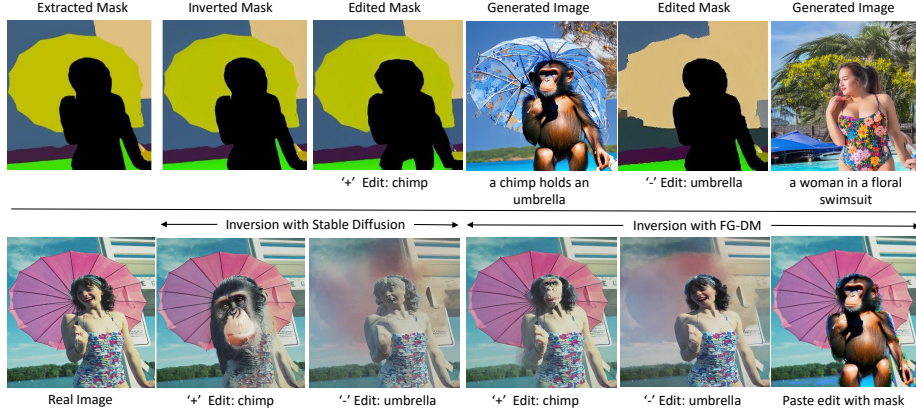 Extracted Mask
Inverted Mask
Edited Mask
Generated Image
Edited Mask
Generated Image
‘+’ Edit: chimp
a chimp holds an
umbrella
‘-’ Edit: umbrella
a woman in a floral
swimsuit
Inversion with Stable Diffusion
Inversion with FG-DM
Real Image
‘+’ Edit: chimp
‘-’ Edit: umbrella
‘+’ Edit: chimp
‘-’ Edit: umbrella
Paste edit with mask